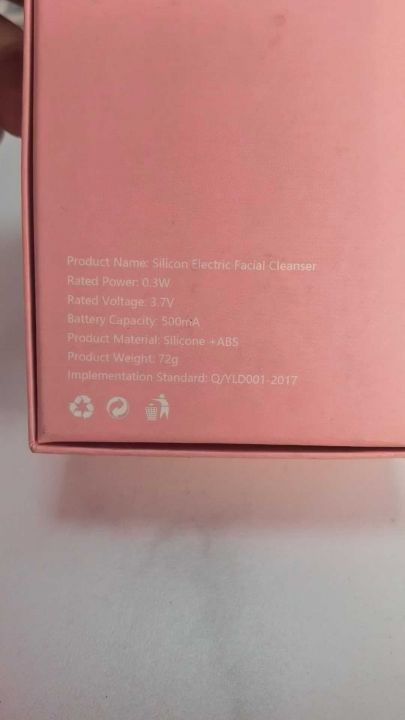 Product Name: Silicon Electric Facial Cleanser
Rated Power: 0.3W
Rated Voltage: 3.7V
Battery Capacity: 500mA
Product Material: Silicone +ABS
Product Weight: 72g
Implementation Standard: Q/YLD001-2017